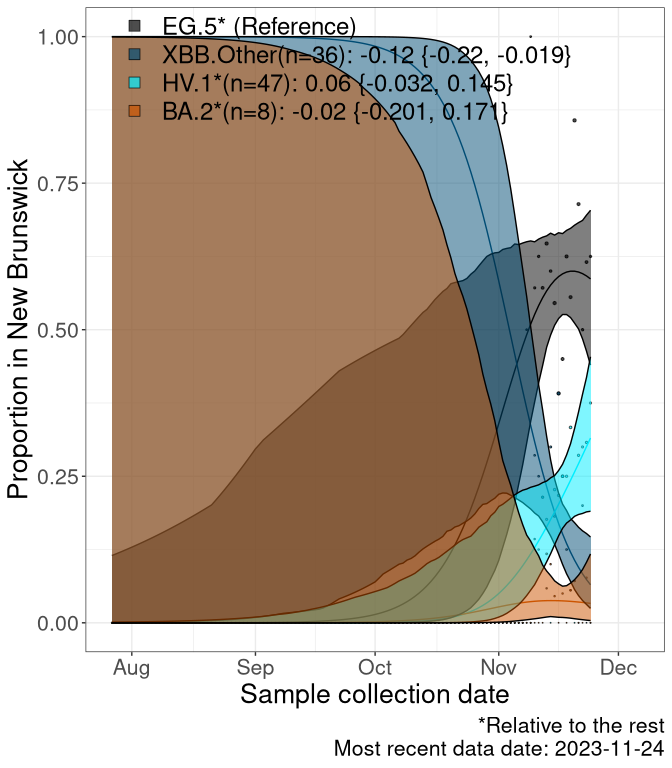 EG.5* (Reference)
XBB.Other(n=36): -0.12 {-0.22, -0.019}
HV.1*(n=47): 0.06 {-0.032, 0.145}
BA.2*(n=8): -0.02 {-0.201, 0.171}
1.00
0.75
0.50
0.25
0.00
Proportion in New Brunswick
Aug Sep Oct Nov Dec
Sample collection date
*Relative to the rest
Most recent data date: 2023-11-24